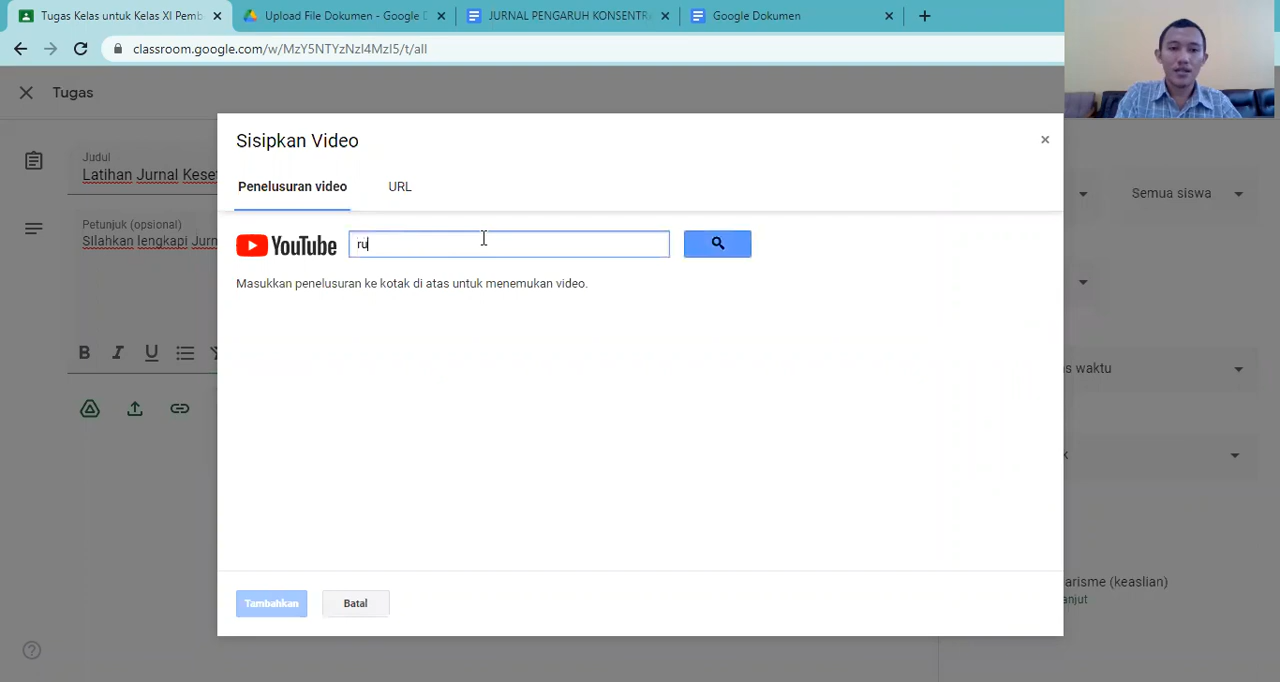 Tugas Kelas untuk Kelas XI Pemb
Upload File Dokumen - Google D
JURNAL PENGARUH KONSENTR
Google Dokumen
classroom.google.com/w/MzY5NTYzNzI4MzI5/t/all
Tugas
Judul
Latihan Jurnal Keset
Petunjuk (opsional)
SIlahkan lengkapi Jurn
B I U
Sisipkan Video
Penelusuran video
URL
YouTube
ru
Masukkan penelusuran ke kotak di atas untuk menemukan video.
Tambahkan
Batal
Semua siswa
s waktu
k
arisme (keaslian)
anjut